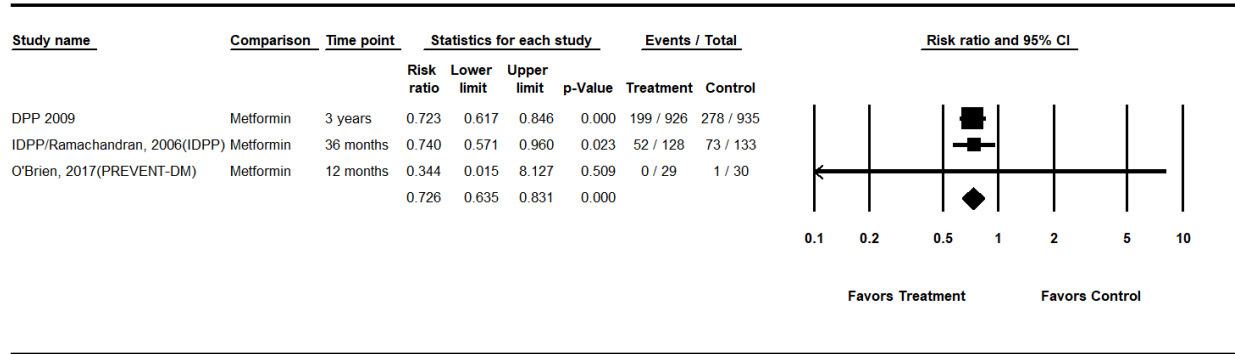 Study name Comparison Time point Statistics for each study Events / Total Risk ratio and 95% CI
Risk ratio Lower limit Upper limit p-Value Treatment Control
DPP 2009 Metformin 3 years 0.723 0.617 0.846 0.000 199 / 926 278 / 935
IDPP/Ramachandran, 2006(IDPP) Metformin 36 months 0.740 0.571 0.960 0.023 52 / 128 73 / 133
O'Brien, 2017(PREVENT-DM) Metformin 12 months 0.344 0.015 8.127 0.509 0 / 29 1 / 30
0.726 0.635 0.831 0.000
0.1 0.2 0.5 1 2 5 10
Favors Treatment Favors Control